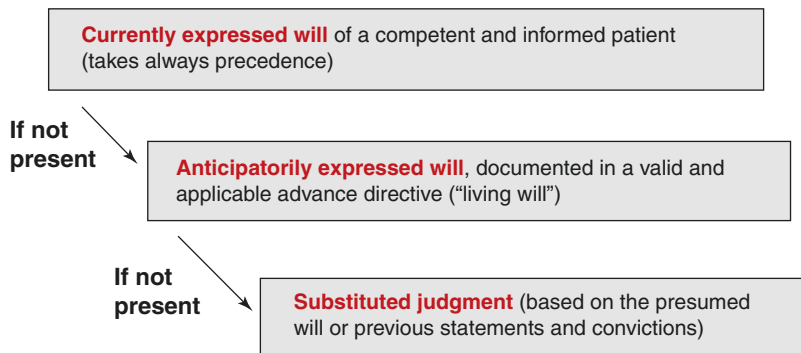 Currently expressed will of a competent and informed patient
(takes always precedence)
If not
present
Anticipatorily expressed will, documented in a valid and
applicable advance directive (“living will”)
If not
present
Substituted judgment (based on the presumed
will or previous statements and convictions)